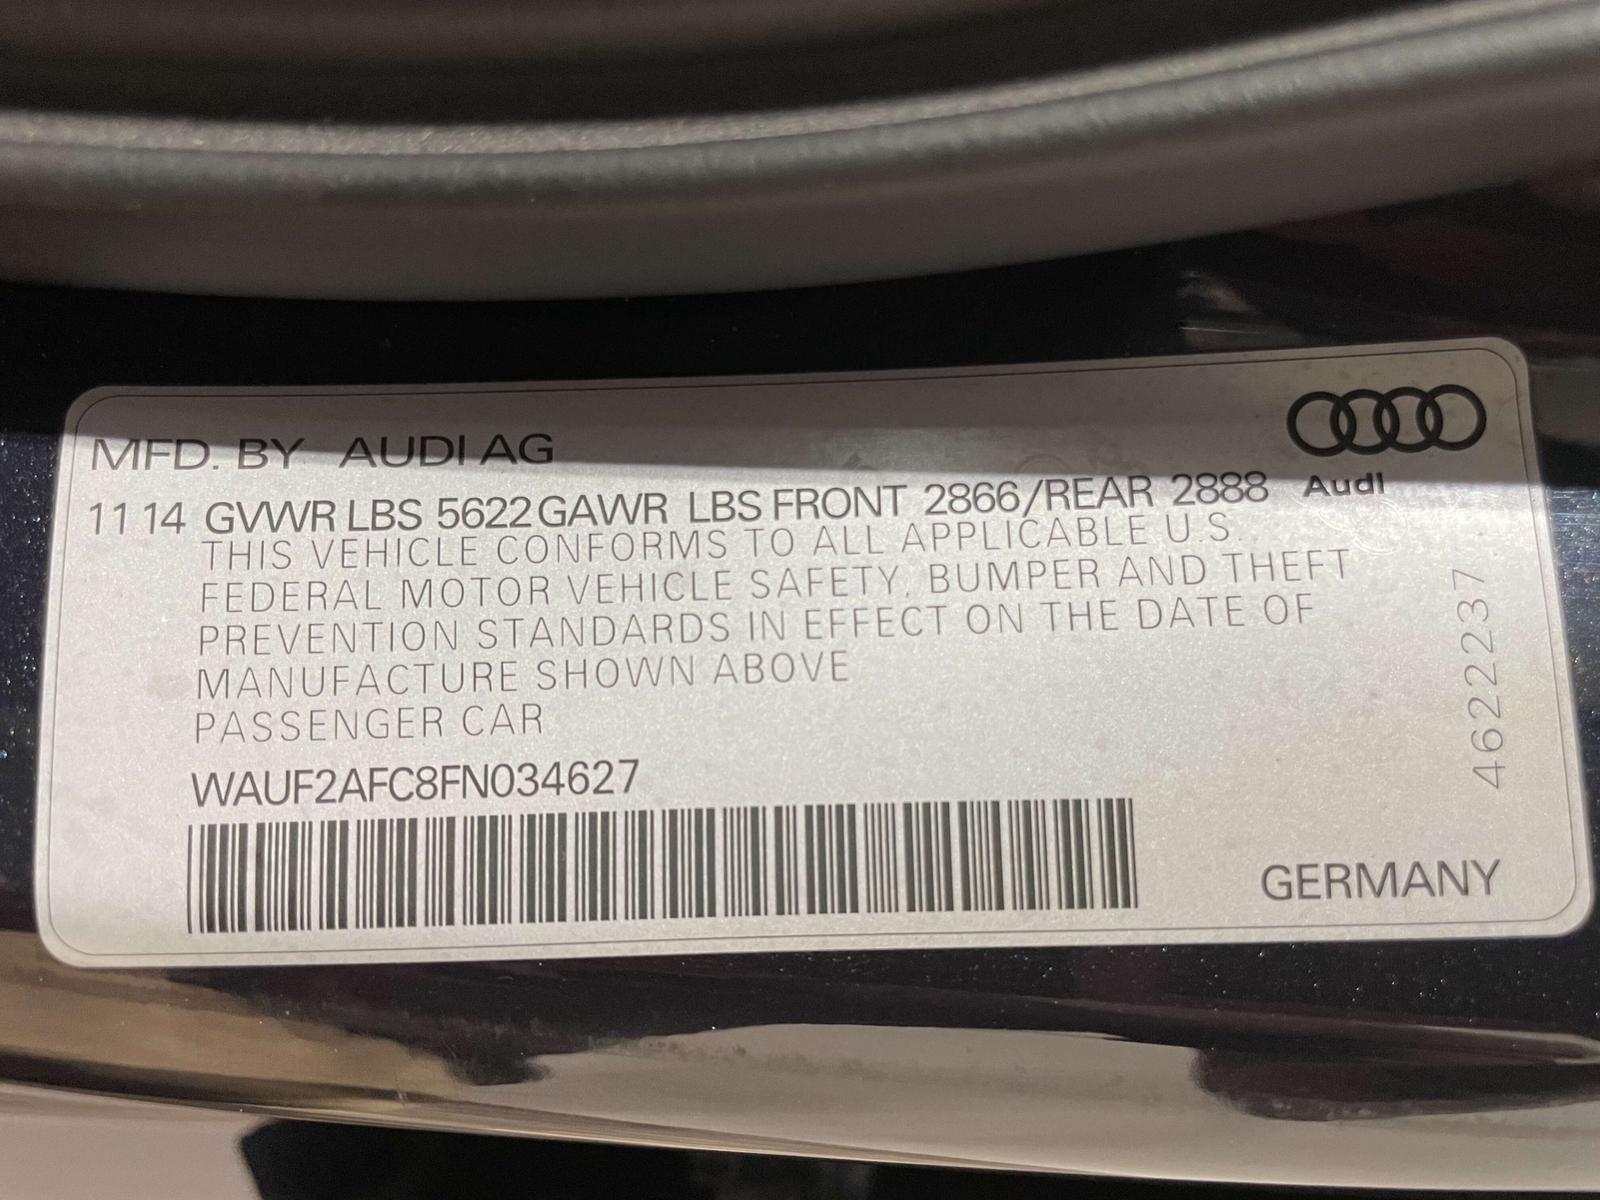 MFD. BY AUDI AG
Audi
11 14 GVWR LBS 5622 GAWR LBS FRONT 2866/REAR 2888
THIS VEHICLE CONFORMS TO ALL APPLICABLE U.S.
FEDERAL MOTOR VEHICLE SAFETY, BUMPER AND THEFT
PREVENTION STANDARDS IN EFFECT ON THE DATE OF
MANUFACTURE SHOWN ABOVE
PASSENGER CAR
WAUF2AFC8FN034627
4622237
GERMANY